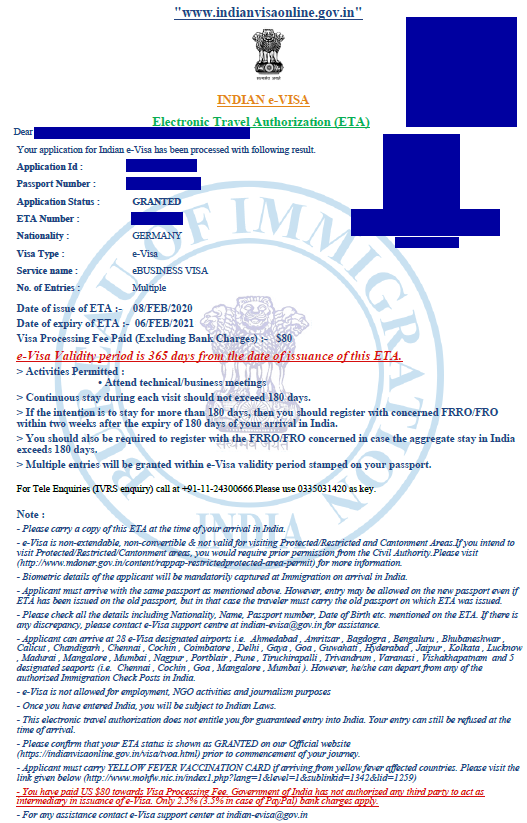 "www.indianvisaonline.gov.in"
सत्यमेव जयते
INDIAN e-VISA
Electronic Travel Authorization (ETA)
Dear
Your application for Indian e-Visa has been processed with following result.
Application Id :
Passport Number :
Application Status : GRANTED
ETA Number :
Nationality : GERMANY
Visa Type : e-Visa
Service name : eBUSINESS VISA
No. of Entries : Multiple
Date of issue of ETA :- 08/FEB/2020
Date of expiry of ETA :- 06/FEB/2021
Visa Processing Fee Paid (Excluding Bank Charges) :- $80
e-Visa Validity period is 365 days from the date of issuance of this ETA.
> Activities Permitted :
• Attend technical/business meetings
> Continuous stay during each visit should not exceed 180 days.
> If the intention is to stay for more than 180 days, then you should register with concerned FRRO/FRO
within two weeks after the expiry of 180 days of your arrival in India.
> You should also be required to register with the FRRO/FRO concerned in case the aggregate stay in India
exceeds 180 days.
> Multiple entries will be granted within e-Visa validity period stamped on your passport.
For Tele Enquiries (IVRS enquiry) call at +91-11-24300666.Please use 0335031420 as key.
Note :
- Please carry a copy of this ETA at the time of your arrival in India.
- e-Visa is non-extendable, non-convertible & not valid for visiting Protected/Restricted and Cantonment Areas.If you intend to
visit Protected/Restricted/Cantonment areas, you would require prior permission from the Civil Authority.Please visit
(http://www.mdoner.gov.in/content/rappap-restrictedprotected-area-permit) for more information.
- Biometric details of the applicant will be mandatorily captured at Immigration on arrival in India.
- Applicant must arrive with the same passport as mentioned above. However, entry may be allowed on the new passport even if
ETA has been issued on the old passport, but in that case the traveler must carry the old passport on which ETA was issued.
- Please check all the details including Nationality, Name, Passport number, Date of Birth etc. mentioned on the ETA. If there is
any discrepancy, please contact e-Visa support centre at indian-evisa@gov.in for assistance.
- Applicant can arrive at 28 e-Visa designated airports i.e. Ahmedabad , Amritsar , Bagdogra , Bengaluru , Bhubaneshwar ,
Calicut , Chandigarh , Chennai , Cochin , Coimbatore , Delhi , Gaya , Goa , Guwahati , Hyderabad , Jaipur , Kolkata , Lucknow
, Madurai , Mangalore , Mumbai , Nagpur , Portblair , Pune , Tiruchirapalli , Trivandrum , Varanasi , Vishakhapatnam and 5
designated seaports (i.e. Chennai , Cochin , Goa , Mangalore , Mumbai ). However, he/she can depart from any of the
authorized Immigration Check Posts in India.
- e-Visa is not allowed for employment, NGO activities and journalism purposes
- Once you have entered India, you will be subject to Indian Laws.
- This electronic travel authorization does not entitle you for guaranteed entry into India. Your entry can still be refused at the
time of arrival.
- Please confirm that your ETA status is shown as GRANTED on our Official website
(https://indianvisaonline.gov.in/visa/tvoa.html) prior to commencement of your journey.
- Applicant must carry YELLOW FEVER VACCINATION CARD if arriving from yellow fever affected countries. Please visit the
link given below (http://www.mohfw.nic.in/index1.php?lang=1&level=1&sublinkid=1342&lid=1259)
- You have paid US $80 towards Visa Processing Fee. Government of India has not authorized any third party to act as
intermediary in issuance of e-Visa. Only 2.5% (3.5% in case of PayPal) bank charges apply.
- For any assistance contact e-Visa support center at indian-evisa@gov.in
BUREAU OF IMMIGRATION
INDIA
सत्यमेव जयते